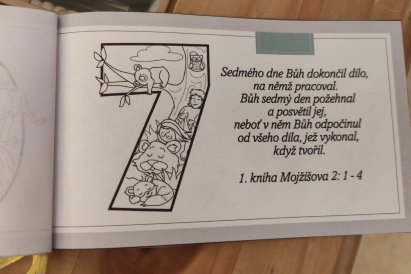 7
Sedmého dne Bůh dokončil dílo,
na němž pracoval.
Bůh sedmý den požehnal
a posvětil jej,
neboť v něm Bůh odpočinul
od všeho díla, jež vykonal,
když tvořil.
1. kniha Mojžíšova 2: 1 - 4